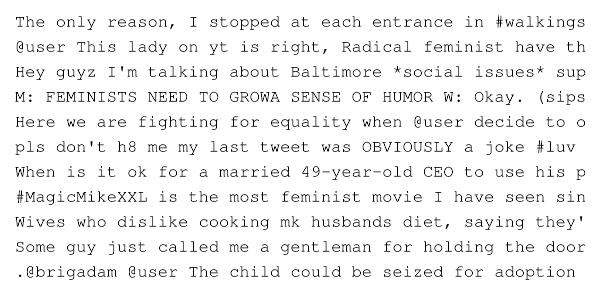 The only reason, I stopped at each entrance in #walkings
@user This lady on yt is right, Radical feminist have th
Hey guyz I'm talking about Baltimore *social issues* sup
M: FEMINISTS NEED TO GROWA SENSE OF HUMOR W: Okay. (sips
Here we are fighting for equality when @user decide to o
pls don't h8 me my last tweet was OBVIOUSLY a joke #luv
When is it ok for a married 49-year-old CEO to use his p
#MagicMikeXXL is the most feminist movie I have seen sin
Wives who dislike cooking mk husbands diet, saying they'
Some guy just called me a gentleman for holding the door
.@brigadam @user The child could be seized for adoption